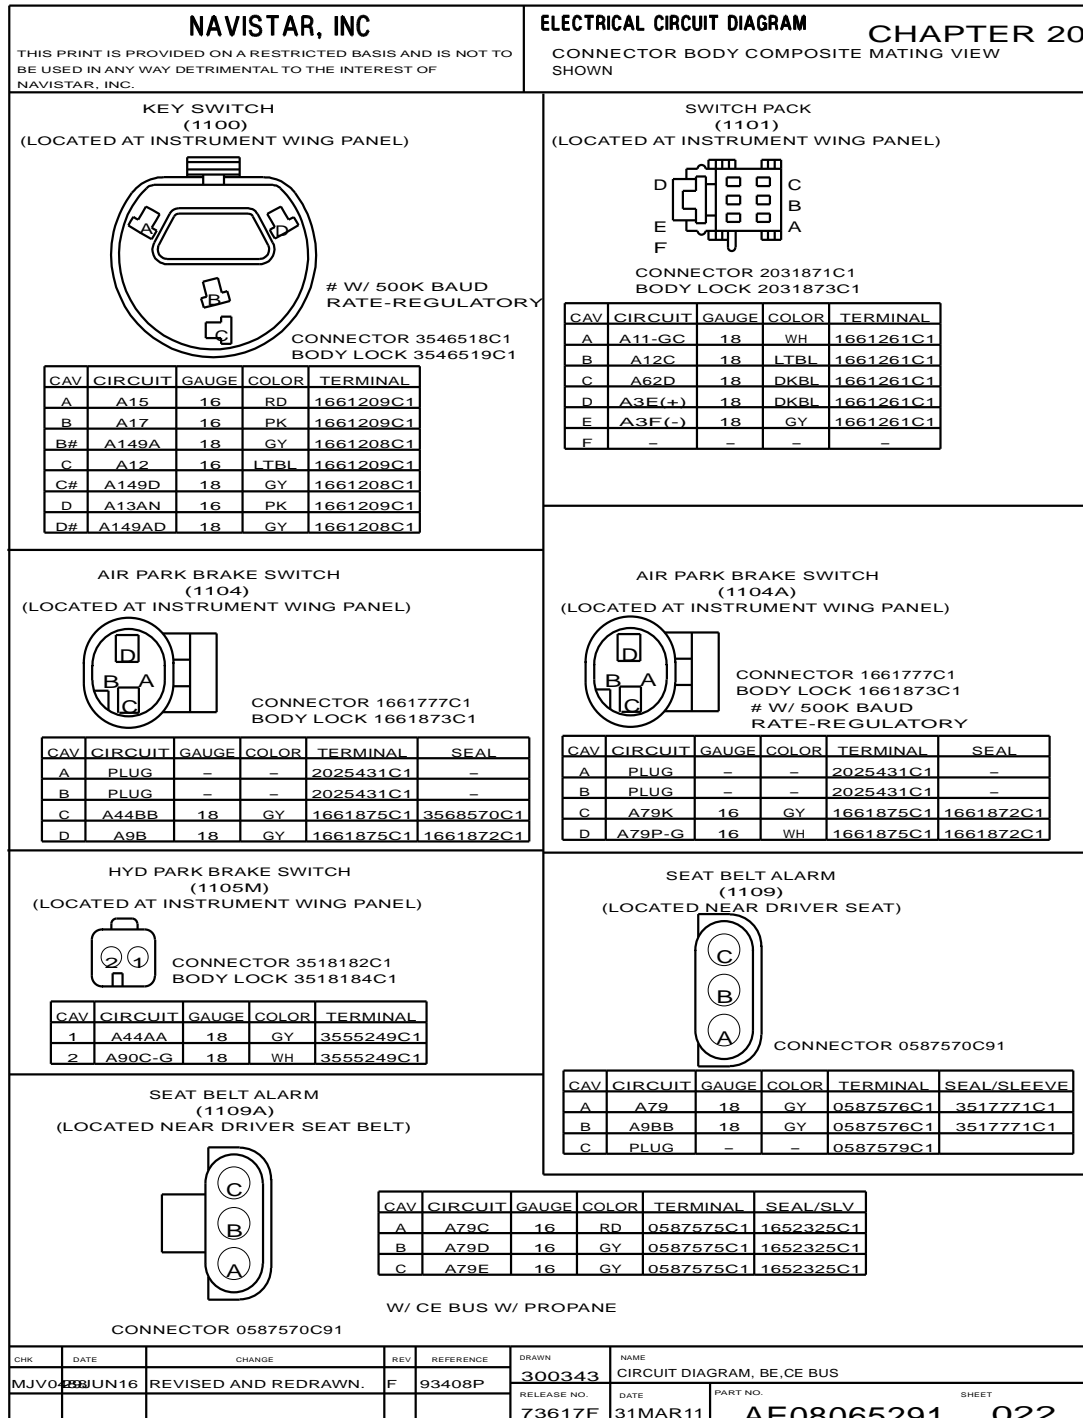 NAVISTAR, INC
THIS PRINT IS PROVIDED ON A RESTRICTED BASIS AND IS NOT TO
BE USED IN ANY WAY DETRIMENTAL TO THE INTEREST OF
NAVISTAR, INC.
ELECTRICAL CIRCUIT DIAGRAM
CHAPTER 20
CONNECTOR BODY COMPOSITE MATING VIEW
SHOWN
KEY SWITCH
(1100)
(LOCATED AT INSTRUMENT WING PANEL)
A
D
B
C
# W/ 500K BAUD
RATE-REGULATORY
CONNECTOR 3546518C1
BODY LOCK 3546519C1
CAV CIRCUIT GAUGE COLOR TERMINAL
A A15 16 RD 1661209C1
B A17 16 PK 1661209C1
B# A149A 18 GY 1661208C1
C A12 16 LTBL 1661209C1
C# A149D 18 GY 1661208C1
D A13AN 16 PK 1661209C1
D# A149AD 18 GY 1661208C1
SWITCH PACK
(1101)
(LOCATED AT INSTRUMENT WING PANEL)
D C
B
E A
F
CONNECTOR 2031871C1
BODY LOCK 2031873C1
CAV CIRCUIT GAUGE COLOR TERMINAL
A A11-GC 18 WH 1661261C1
B A12C 18 LTBL 1661261C1
C A62D 18 DKBL 1661261C1
D A3E(+) 18 DKBL 1661261C1
E A3F(-) 18 GY 1661261C1
F – – – –
AIR PARK BRAKE SWITCH
(1104)
(LOCATED AT INSTRUMENT WING PANEL)
D
B A
C
CONNECTOR 1661777C1
BODY LOCK 1661873C1
CAV CIRCUIT GAUGE COLOR TERMINAL SEAL
A PLUG – – 2025431C1 –
B PLUG – – 2025431C1 –
C A44BB 18 GY 1661875C1 3568570C1
D A9B 18 GY 1661875C1 1661872C1
AIR PARK BRAKE SWITCH
(1104A)
(LOCATED AT INSTRUMENT WING PANEL)
D
B A
C
CONNECTOR 1661777C1
BODY LOCK 1661873C1
# W/ 500K BAUD
RATE-REGULATORY
CAV CIRCUIT GAUGE COLOR TERMINAL SEAL
A PLUG – – 2025431C1 –
B PLUG – – 2025431C1 –
C A79K 16 GY 1661875C1 1661872C1
D A79P-G 16 WH 1661875C1 1661872C1
HYD PARK BRAKE SWITCH
(1105M)
(LOCATED AT INSTRUMENT WING PANEL)
2 1
CONNECTOR 3518182C1
BODY LOCK 3518184C1
CAV CIRCUIT GAUGE COLOR TERMINAL
1 A44AA 18 GY 3555249C1
2 A90C-G 18 WH 3555249C1
SEAT BELT ALARM
(1109)
(LOCATED NEAR DRIVER SEAT)
C
B
A
CONNECTOR 0587570C91
CAV CIRCUIT GAUGE COLOR TERMINAL SEAL/SLEEVE
A A79 18 GY 0587576C1 3517771C1
B A9BB 18 GY 0587576C1 3517771C1
C PLUG – – 0587579C1
SEAT BELT ALARM
(1109A)
(LOCATED NEAR DRIVER SEAT BELT)
C
B
A
CONNECTOR 0587570C91
CAV CIRCUIT GAUGE COLOR TERMINAL SEAL/SLV
A A79C 16 RD 0587575C1 1652325C1
B A79D 16 GY 0587575C1 1652325C1
C A79E 16 GY 0587575C1 1652325C1
W/ CE BUS W/ PROPANE
CHK DATE CHANGE REV REFERENCE
JUN16 REVISED AND REDRAWN. F 93408P
DRAWN
300343
NAME
CIRCUIT DIAGRAM, BE,CE BUS
RELEASE NO.
73617F
DATE
31MAR11
PART NO.
AE08065291
SHEET
022